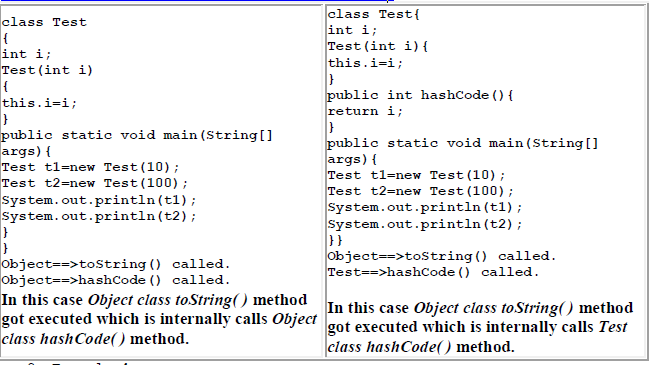 class Test
{
int i;
Test(int i)
{
this.i=i;
}
public static void main(String[]
args){
Test t1=new Test(10);
Test t2=new Test(100);
System.out.println(t1);
System.out.println(t2);
}
}
Object==>toString() called.
Object==>hashCode() called.
In this case Object class toString( ) method
got executed which is internally calls Object
class hashCode( ) method.
class Test{
int i;
Test(int i){
this.i=i;
}
public int hashCode(){
return i;
}
public static void main(String[]
args){
Test t1=new Test(10);
Test t2=new Test(100);
System.out.println(t1);
System.out.println(t2);
}}
Object==>toString() called.
Test==>hashCode() called.
In this case Object class toString( ) method
got executed which is internally calls Test
class hashCode( ) method.